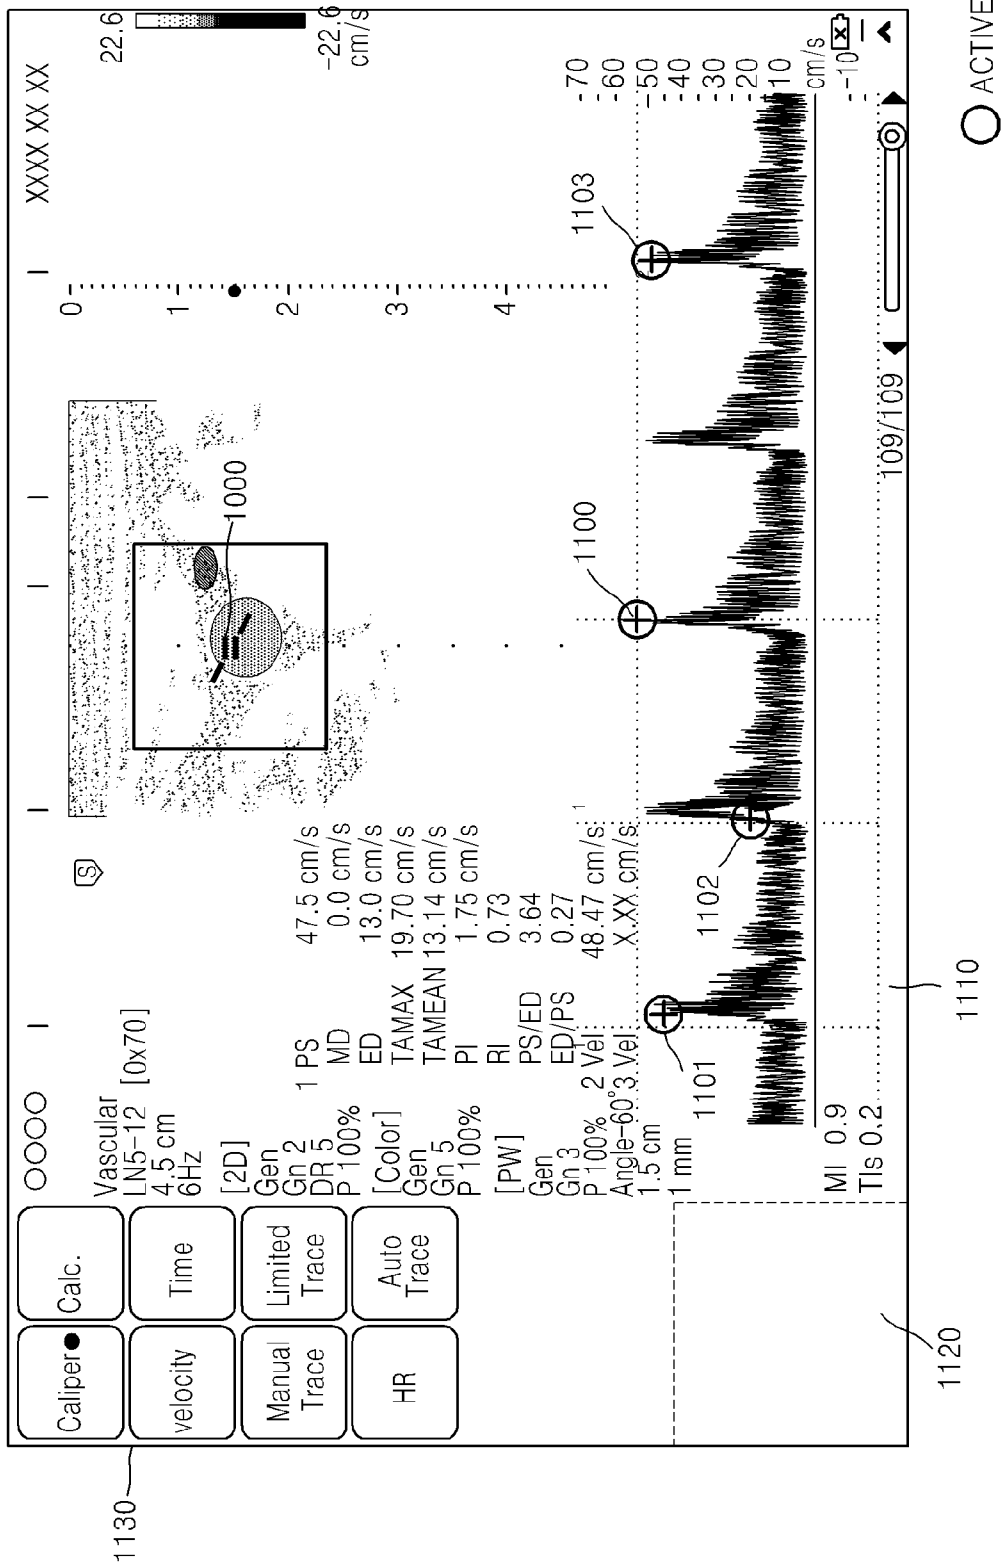 1130
Caliper
Calc.
velocity
Time
Manual Trace
Limited Trace
HR
Auto Trace
1120
○○○○
XXXX XX XX
Vascular
LN5-12 [0x70]
4.5 cm
6Hz
[2D]
Gen
Gn 2
DR 5
P 100%
[Color]
Gen
Gn 5
P 100%
[PW]
Gen
Gn 3
P 100%
Angle-60°
1.5 cm
1 mm
1 PS 47.5 cm/s
MD 0.0 cm/s
ED 13.0 cm/s
TAMAX 19.70 cm/s
TAMEAN 13.14 cm/s
PI 1.75 cm/s
RI 0.73
PS/ED 3.64
ED/PS 0.27
2 Vel 48.47 cm/s
3 Vel X.XX cm/s
1
1
S
1000
0
1
2
3
4
22.6
-22.6
cm/s
1101
1102
1100
1103
-70
-60
-50
-40
-30
-20
10
cm/s
-10
x
MI 0.9
TIs 0.2
109/109
1110
○ ACTIVE